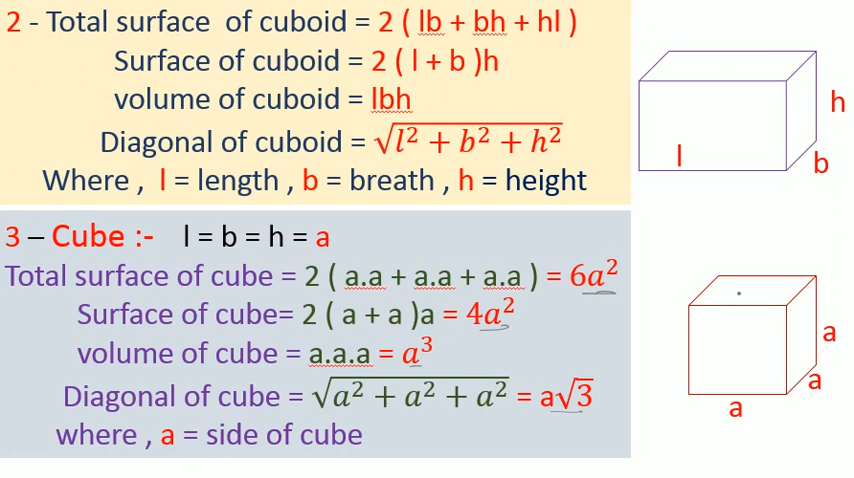 2 - Total surface of cuboid = 2 ( lb + bh + hl )
Surface of cuboid = 2 ( l + b )h
volume of cuboid = lbh
Diagonal of cuboid = √(l² + b² + h²)
Where , l = length , b = breath , h = height
h
l
b
3 – Cube :- l = b = h = a
Total surface of cube = 2 ( a.a + a.a + a.a ) = 6a²
Surface of cube= 2 ( a + a )a = 4a²
volume of cube = a.a.a = a³
Diagonal of cube = √(a² + a² + a²) = a√3
where , a = side of cube
a
a
a